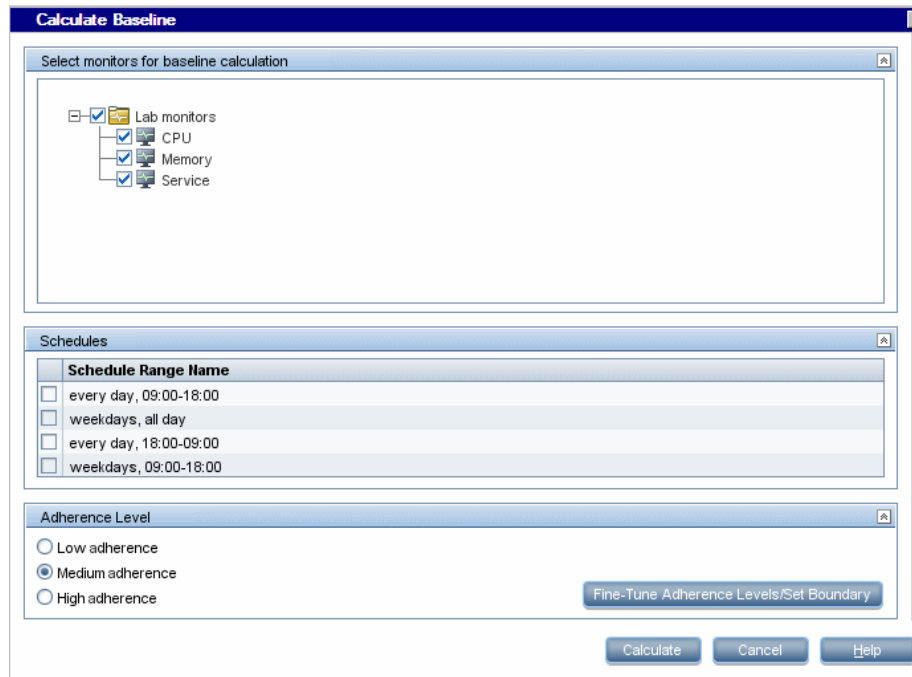 Calculate Baseline
Select monitors for baseline calculation
Lab monitors
CPU
Memory
Service
Schedules
Schedule Range Name
every day, 09:00-18:00
weekdays, all day
every day, 18:00-09:00
weekdays, 09:00-18:00
Adherence Level
Low adherence
Medium adherence
High adherence
Fine-Tune Adherence Levels/Set Boundary
Calculate Cancel Help